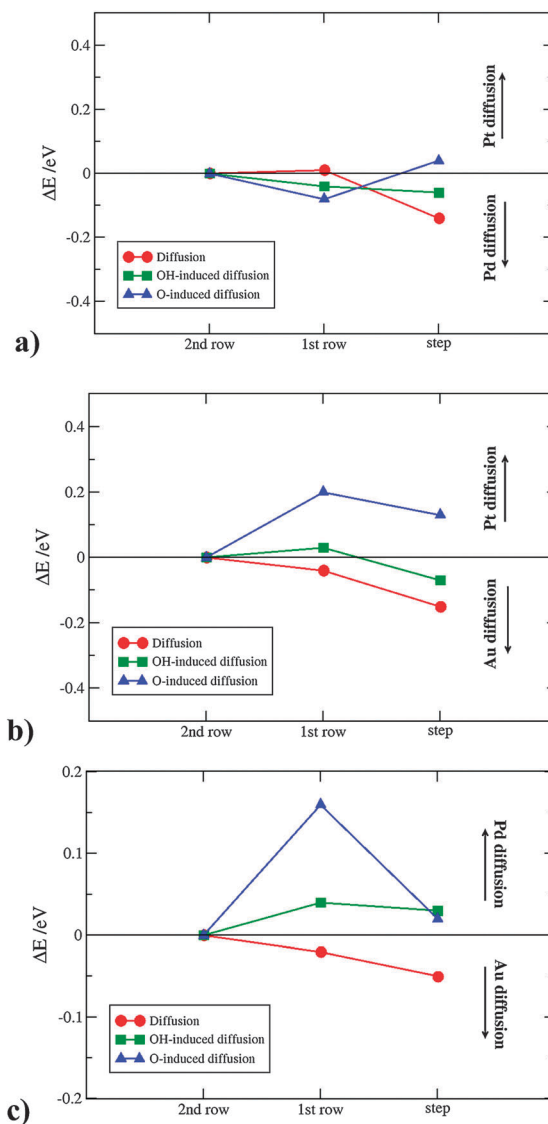 0.4
0.2
0
-0.2
-0.4
ΔE /eV
Pt diffusion
Pd diffusion
Diffusion
OH-induced diffusion
O-induced diffusion
2nd row
1st row
step
a)
0.4
0.2
0
-0.2
-0.4
ΔE /eV
Pt diffusion
Au diffusion
Diffusion
OH-induced diffusion
O-induced diffusion
2nd row
1st row
step
b)
0.2
0.1
0
-0.1
-0.2
ΔE /eV
Pd diffusion
Au diffusion
Diffusion
OH-induced diffusion
O-induced diffusion
2nd row
1st row
step
c)